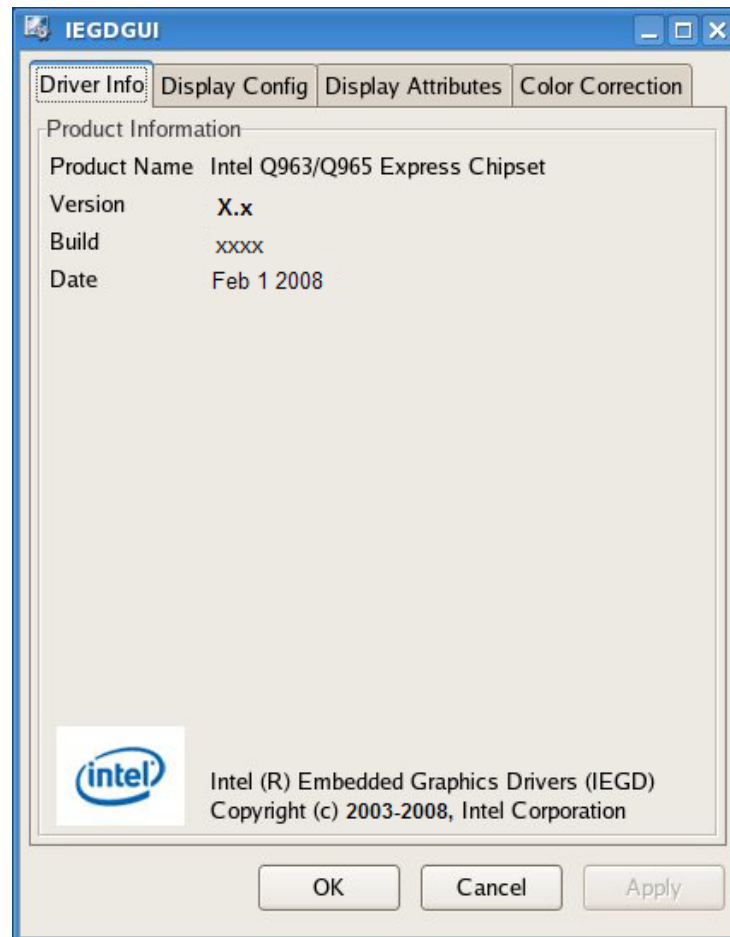 IEGDGUI
Driver Info Display Config Display Attributes Color Correction
Product Information
Product Name Intel Q963/Q965 Express Chipset
Version X.x
Build xxxx
Date Feb 1 2008
intel
Intel (R) Embedded Graphics Drivers (IEGD)
Copyright (c) 2003-2008, Intel Corporation
OK Cancel Apply